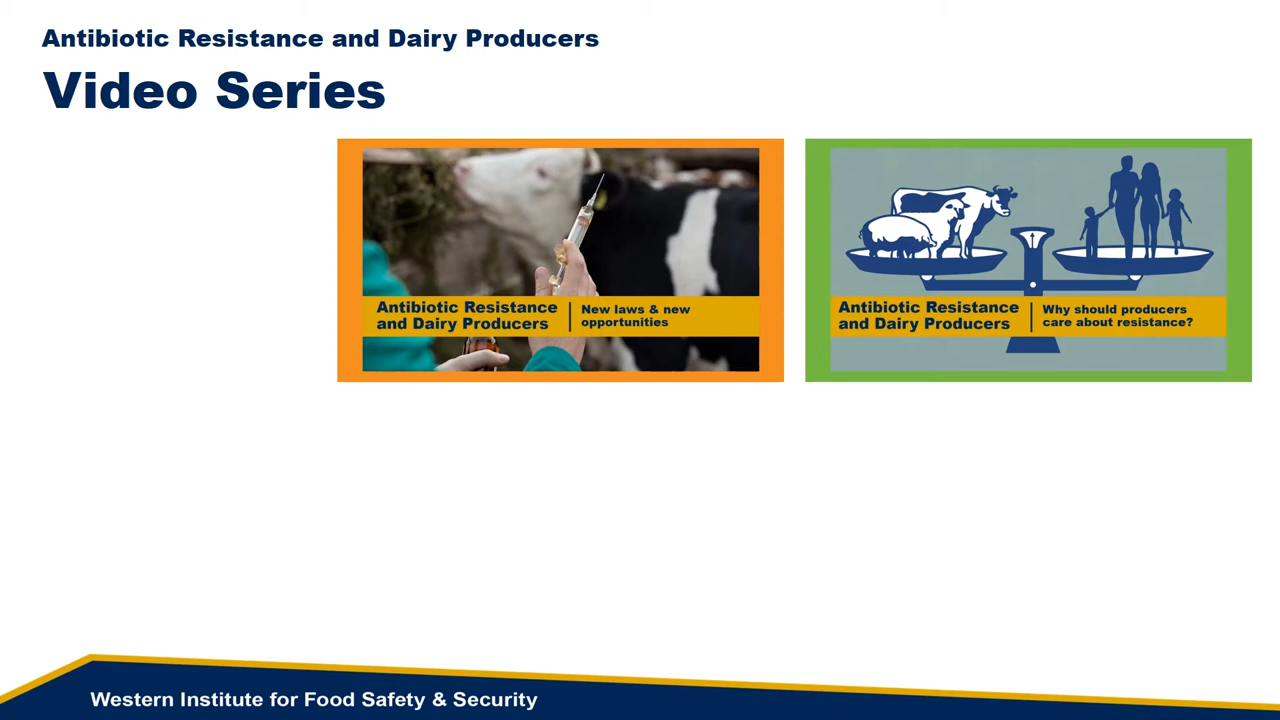 Antibiotic Resistance and Dairy Producers
Video Series
Antibiotic Resistance
and Dairy Producers
New laws & new
opportunities
Antibiotic Resistance
and Dairy Producers
Why should producers
care about resistance?
Western Institute for Food Safety & Security